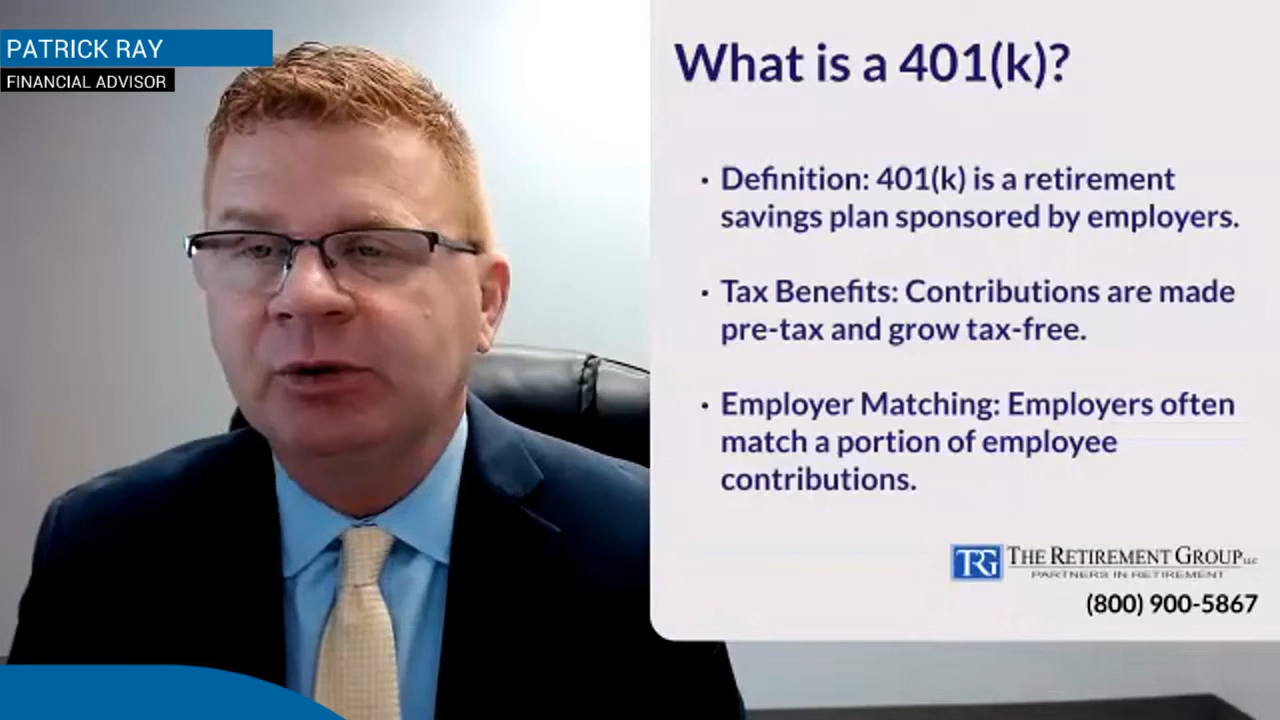 PATRICK RAY
FINANCIAL ADVISOR
What is a 401(k)?
· Definition: 401(k) is a retirement
savings plan sponsored by employers.
· Tax Benefits: Contributions are made
pre-tax and grow tax-free.
· Employer Matching: Employers often
match a portion of employee
contributions.
TRG THE RETIREMENT GROUP LLC
PARTNERS IN RETIREMENT
(800) 900-5867